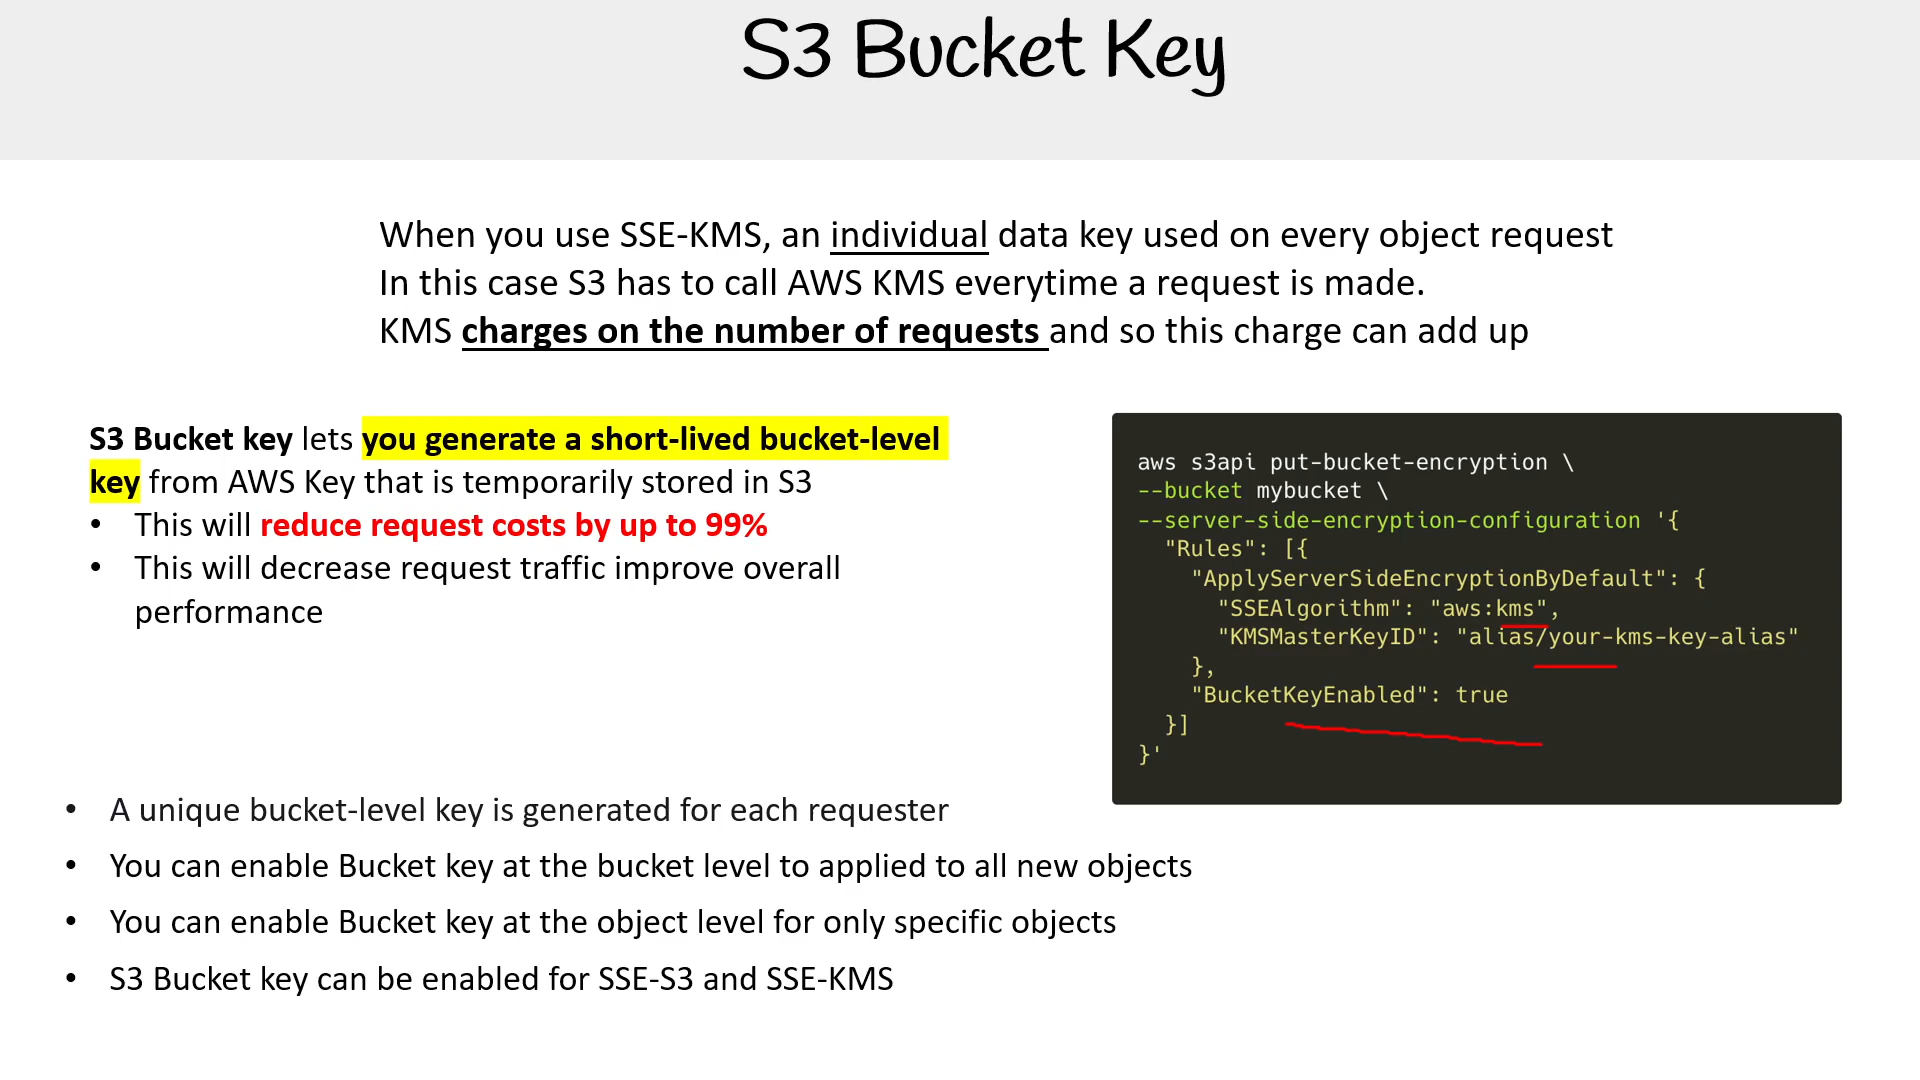 S3 Bucket Key
When you use SSE-KMS, an individual data key used on every object request
In this case S3 has to call AWS KMS everytime a request is made.
KMS charges on the number of requests and so this charge can add up
S3 Bucket key lets you generate a short-lived bucket-level
key from AWS Key that is temporarily stored in S3
• This will reduce request costs by up to 99%
• This will decrease request traffic improve overall
performance
aws s3api put-bucket-encryption \
--bucket mybucket \
--server-side-encryption-configuration '{
  "Rules": [{
    "ApplyServerSideEncryptionByDefault": {
      "SSEAlgorithm": "aws:kms",
      "KMSMasterKeyID": "alias/your-kms-key-alias"
    },
    "BucketKeyEnabled": true
  }]
}'
• A unique bucket-level key is generated for each requester
• You can enable Bucket key at the bucket level to applied to all new objects
• You can enable Bucket key at the object level for only specific objects
• S3 Bucket key can be enabled for SSE-S3 and SSE-KMS